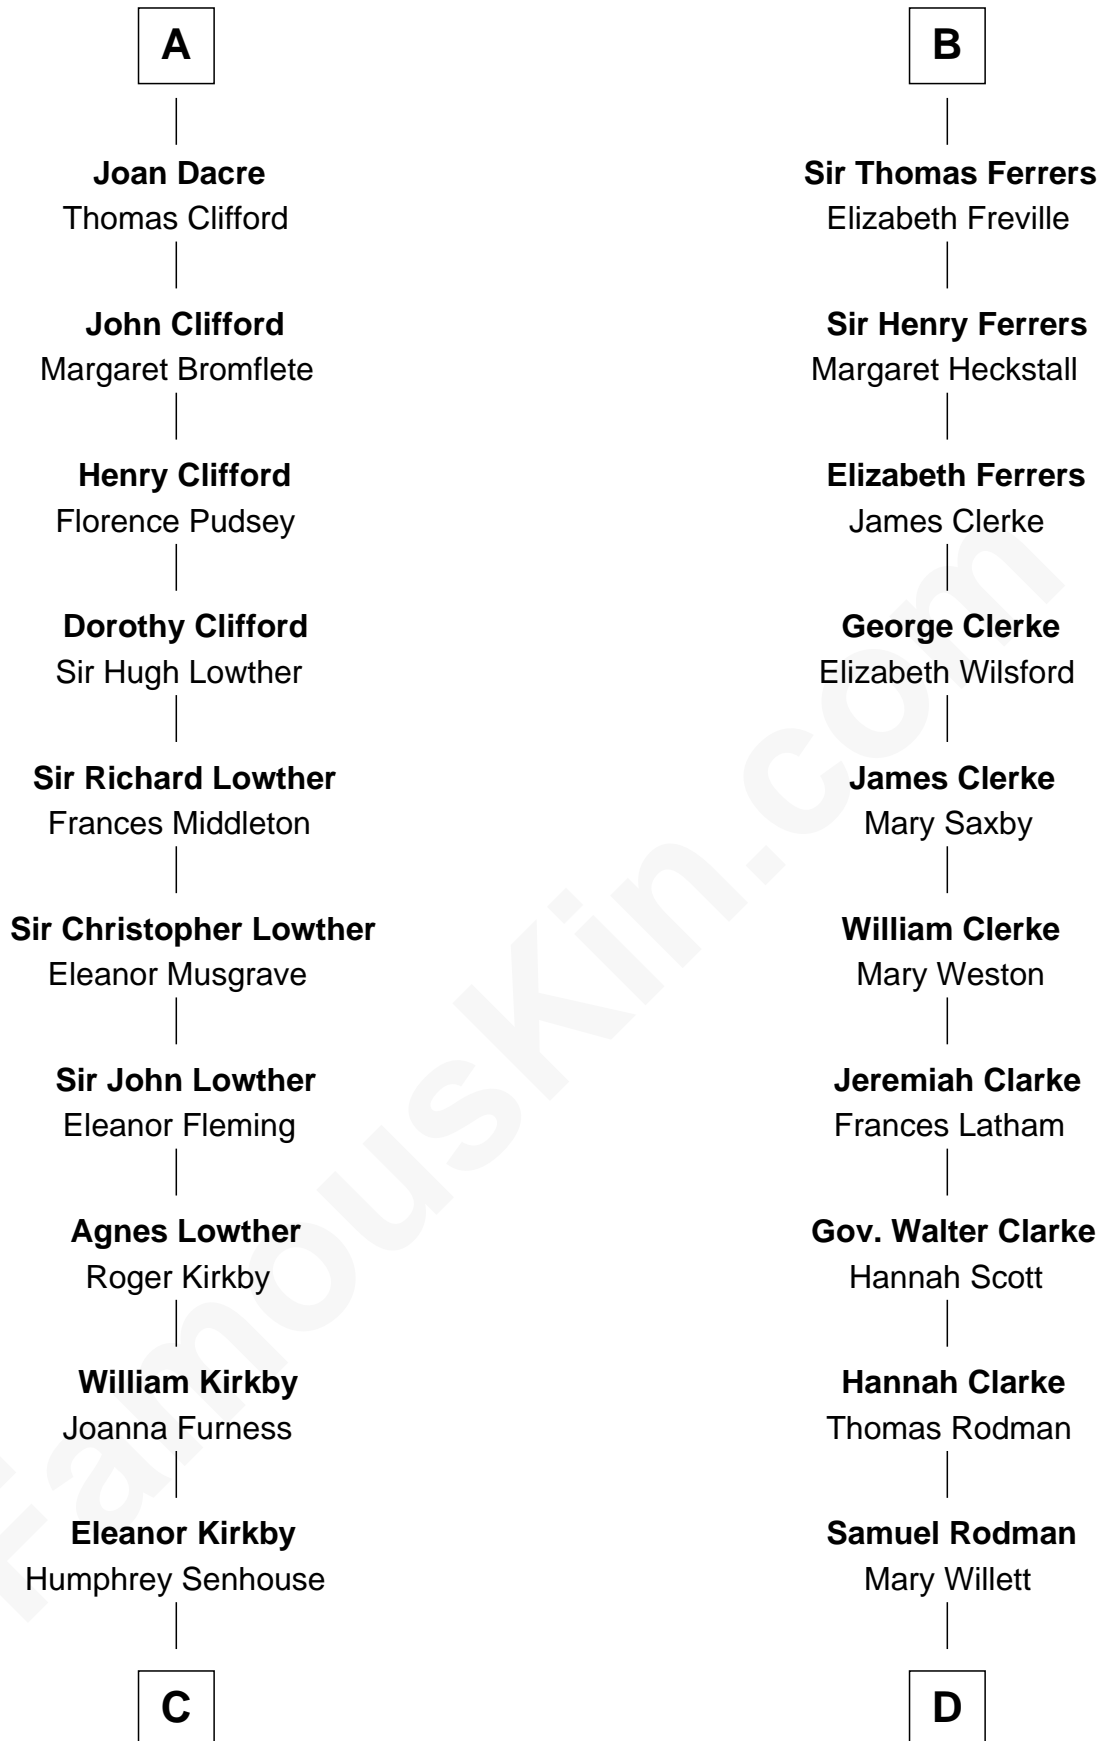 A
Joan Dacre
Thomas Clifford
John Clifford
Margaret Bromflete
Henry Clifford
Florence Pudsey
Dorothy Clifford
Sir Hugh Lowther
Sir Richard Lowther
Frances Middleton
Sir Christopher Lowther
Eleanor Musgrave
Sir John Lowther
Eleanor Fleming
Agnes Lowther
Roger Kirkby
William Kirkby
Joanna Furness
Eleanor Kirkby
Humphrey Senhouse
C
B
Sir Thomas Ferrers
Elizabeth Freville
Sir Henry Ferrers
Margaret Heckstall
Elizabeth Ferrers
James Clerke
George Clerke
Elizabeth Wilsford
James Clerke
Mary Saxby
William Clerke
Mary Weston
Jeremiah Clarke
Frances Latham
Gov. Walter Clarke
Hannah Scott
Hannah Clarke
Thomas Rodman
Samuel Rodman
Mary Willett
D
FamousKin.com